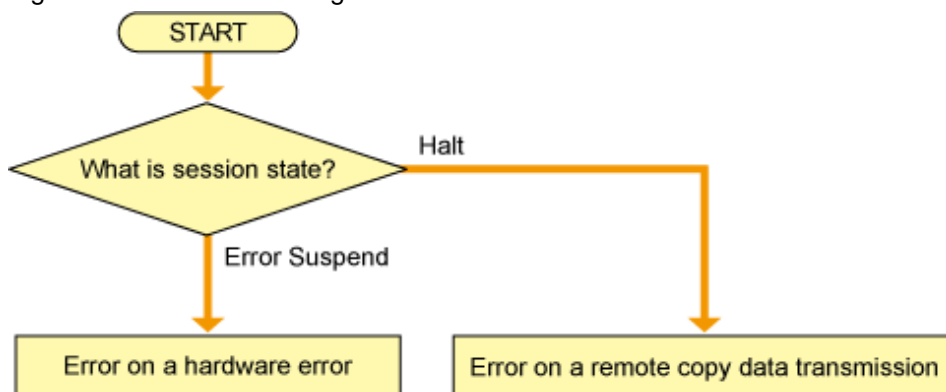 START
What is session state?
Halt
Error Suspend
Error on a hardware error
Error on a remote copy data transmission